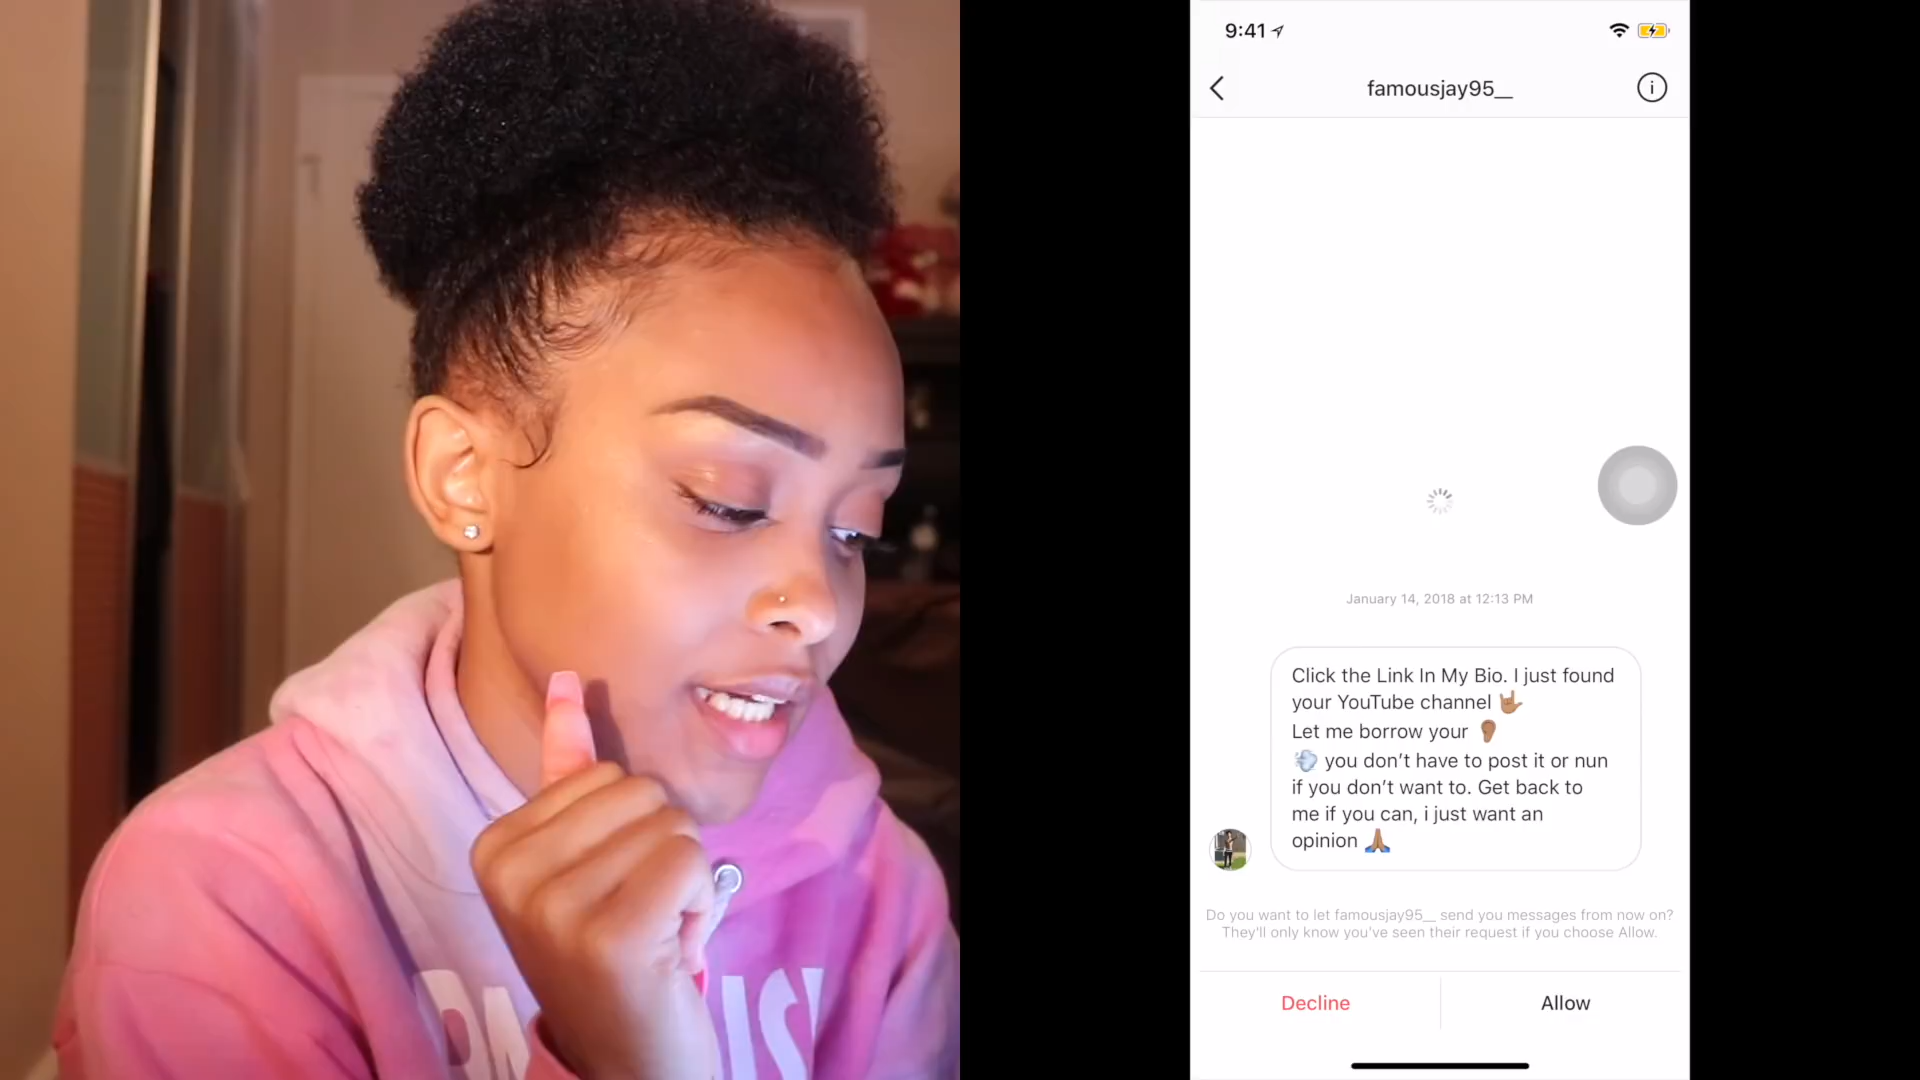 9:41
famousjay95__
January 14, 2018 at 12:13 PM
Click the Link In My Bio. I just found
your YouTube channel 🤟🏽
Let me borrow your 👂🏽
💨 you don’t have to post it or nun
if you don’t want to. Get back to
me if you can, i just want an
opinion 🙏🏽
Do you want to let famousjay95__ send you messages from now on?
They'll only know you've seen their request if you choose Allow.
Decline
Allow